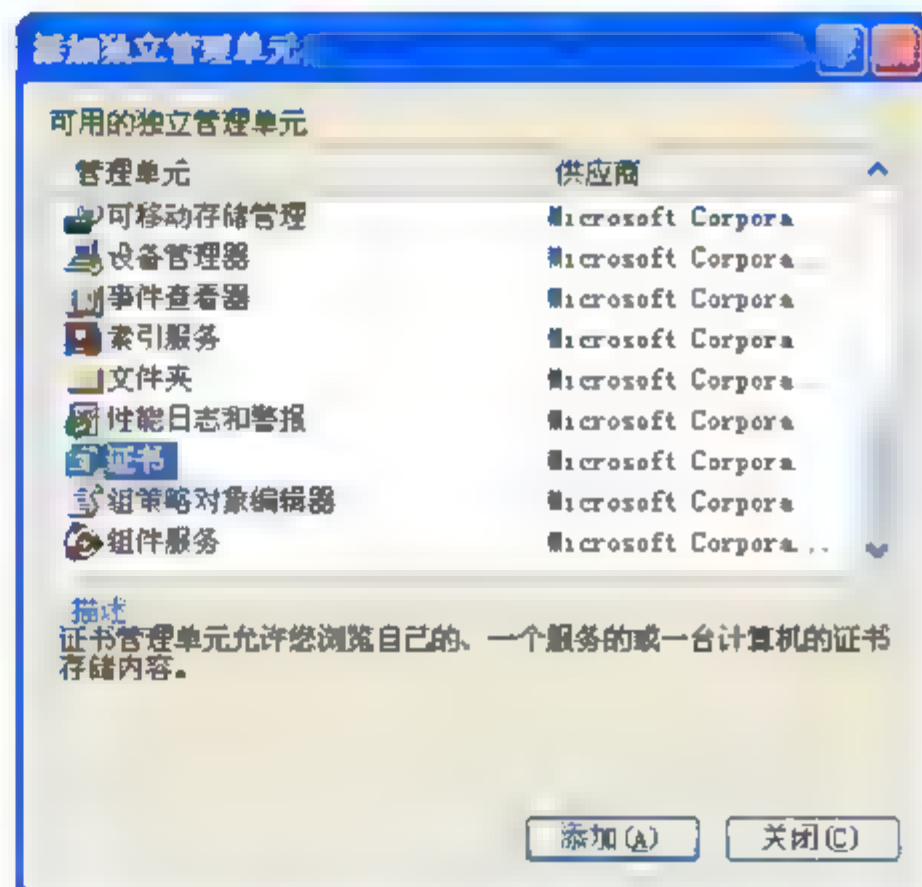 添加独立管理单元
可用的独立管理单元
管理单元 供应商
可移动存储管理 Microsoft Corpora
设备管理器 Microsoft Corpora...
事件查看器 Microsoft Corpora
索引服务 Microsoft Corpora
文件夹 Microsoft Corpora...
性能日志和警报 Microsoft Corpora
证书 Microsoft Corpora
组策略对象编辑器 Microsoft Corpora
组件服务 Microsoft Corpora...
描述
证书管理单元允许您浏览自己的、一个服务的或一台计算机的证书
存储内容。
添加(A) 关闭(C)